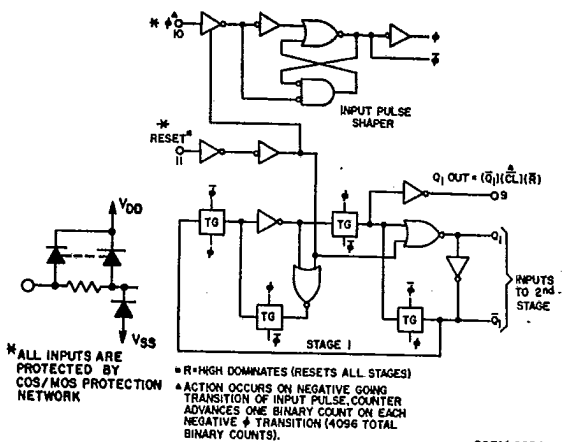 * ϕ▲
10
ϕ
ϕ̅
INPUT PULSE
SHAPER
* RESET■
11
Q1 OUT = (Q̅1)(C̅L̅▲)(R̅)
9
VDD
VSS
ϕ̅
TG
ϕ
ϕ
TG
ϕ̅
ϕ
TG
ϕ̅
ϕ̅
TG
ϕ
Q1
Q̅1
INPUTS
TO 2nd
STAGE
STAGE 1
* ALL INPUTS ARE
PROTECTED BY
COS/MOS PROTECTION
NETWORK
■ R=HIGH DOMINATES (RESETS ALL STAGES)
▲ ACTION OCCURS ON NEGATIVE GOING
TRANSITION OF INPUT PULSE, COUNTER
ADVANCES ONE BINARY COUNT ON EACH
NEGATIVE ϕ TRANSITION (4096 TOTAL
BINARY COUNTS).